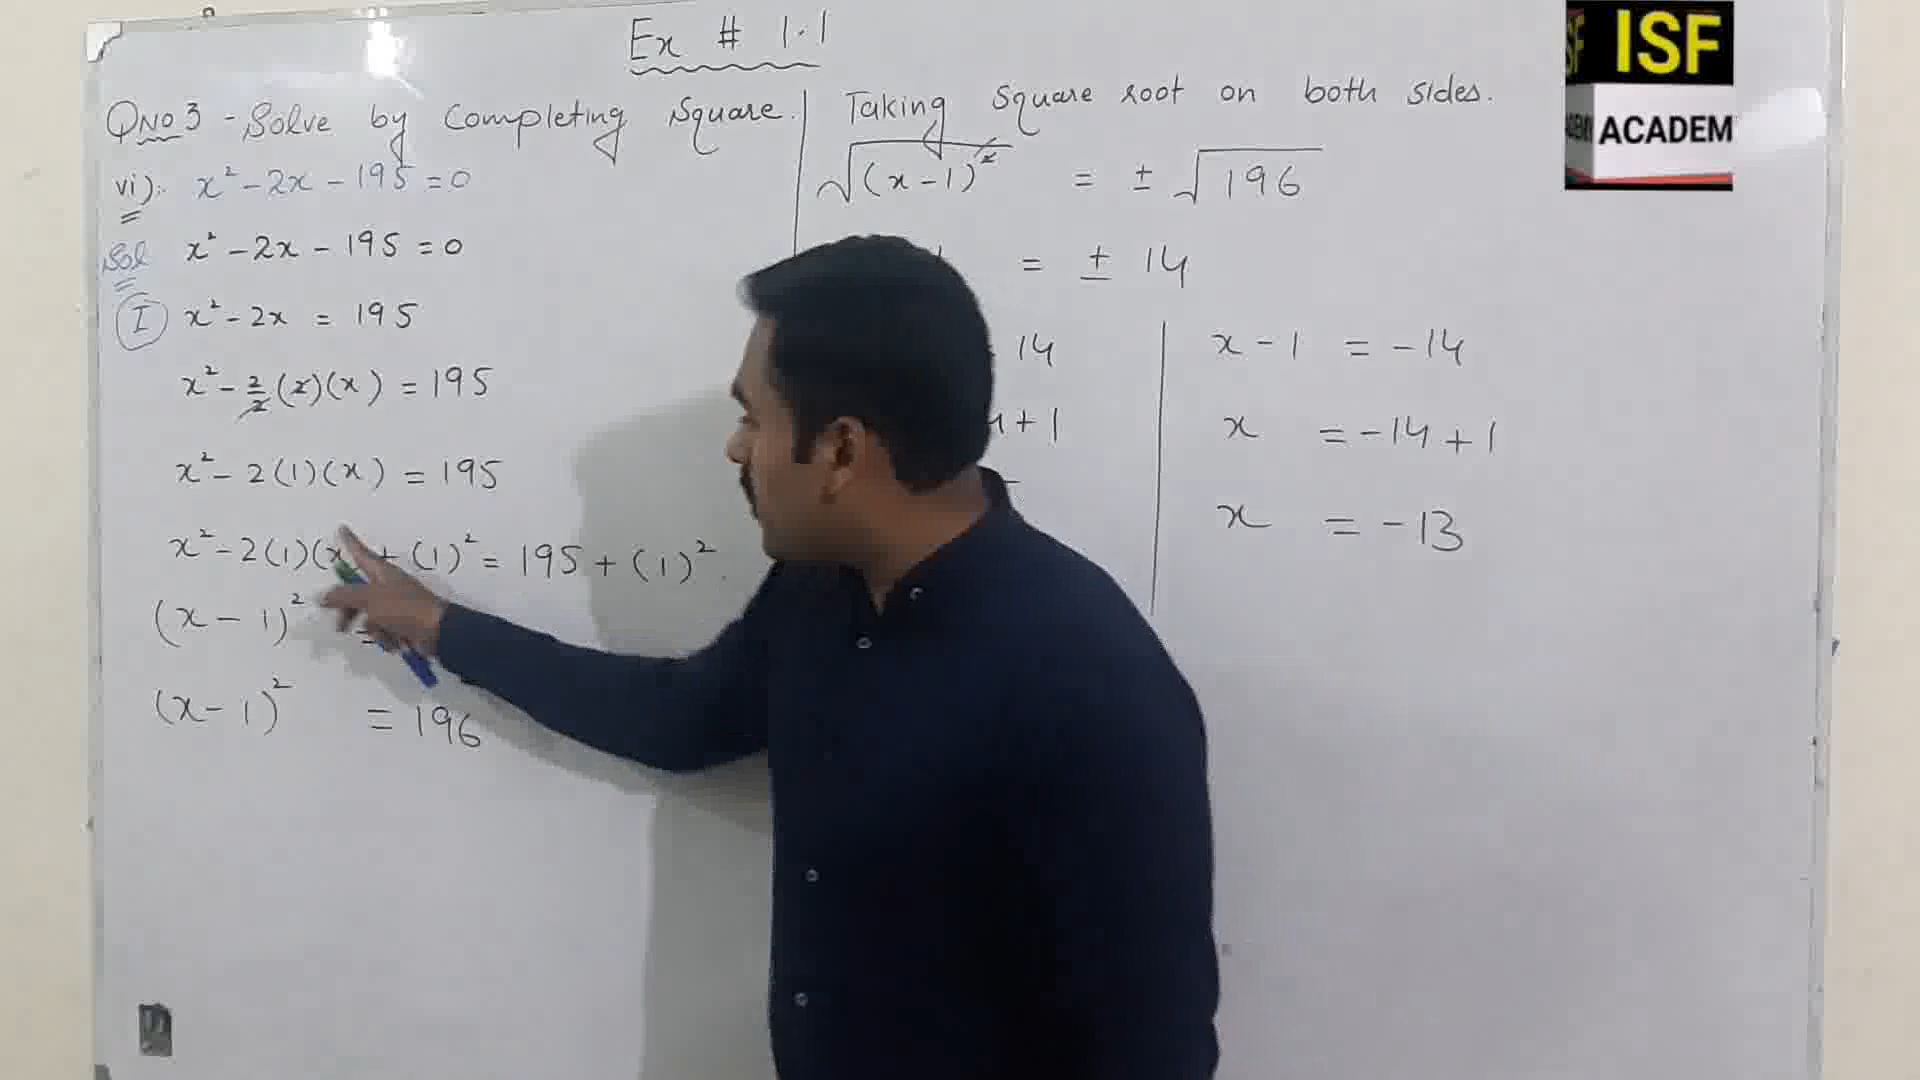 Ex # 1.1
QNO3 - Solve by Completing Square.
vi):- x² - 2x - 195 = 0
Sol x² - 2x - 195 = 0
I x² - 2x = 195
x² - 2/2 (2)(x) = 195
x² - 2(1)(x) = 195
x² - 2(1)(x + (1)² = 195 + (1)².
(x - 1)² =
(x - 1)² = 196
Taking Square root on both sides.
√(x - 1)² = ± √196
= ± 14
14
+ 1
x - 1 = -14
x = -14 + 1
x = -13
ISF
ACADEM